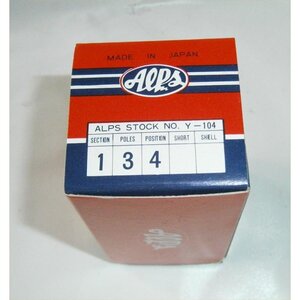 MADE IN JAPAN
Alps
ALPS STOCK NO. Y-104
SECTION POLES POSITION SHORT SHELL
1 3 4